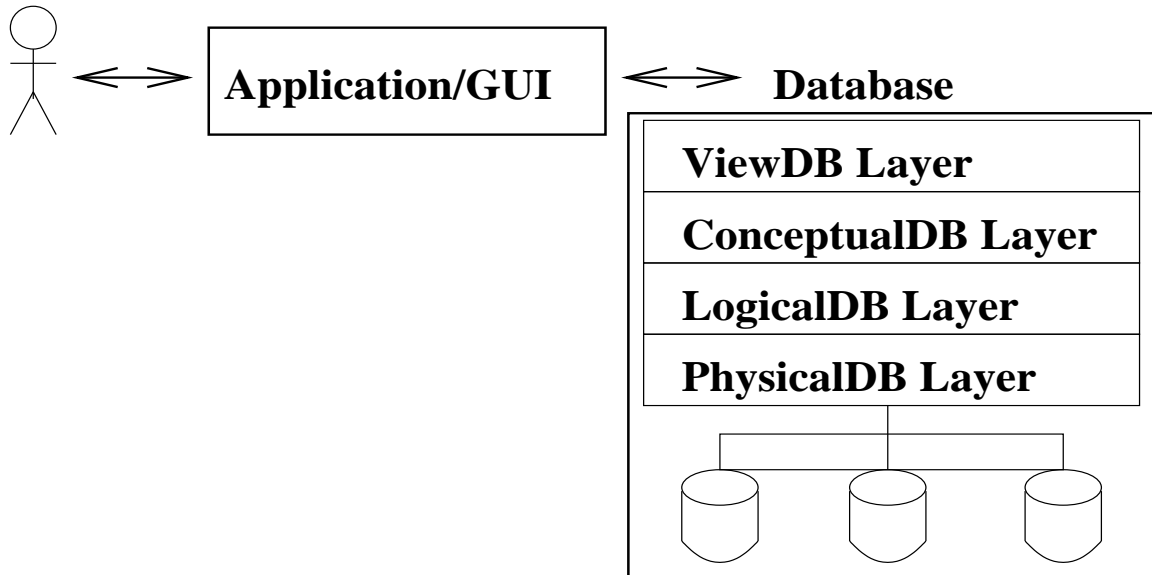 Application/GUI
Database
ViewDB Layer
ConceptualDB Layer
LogicalDB Layer
PhysicalDB Layer